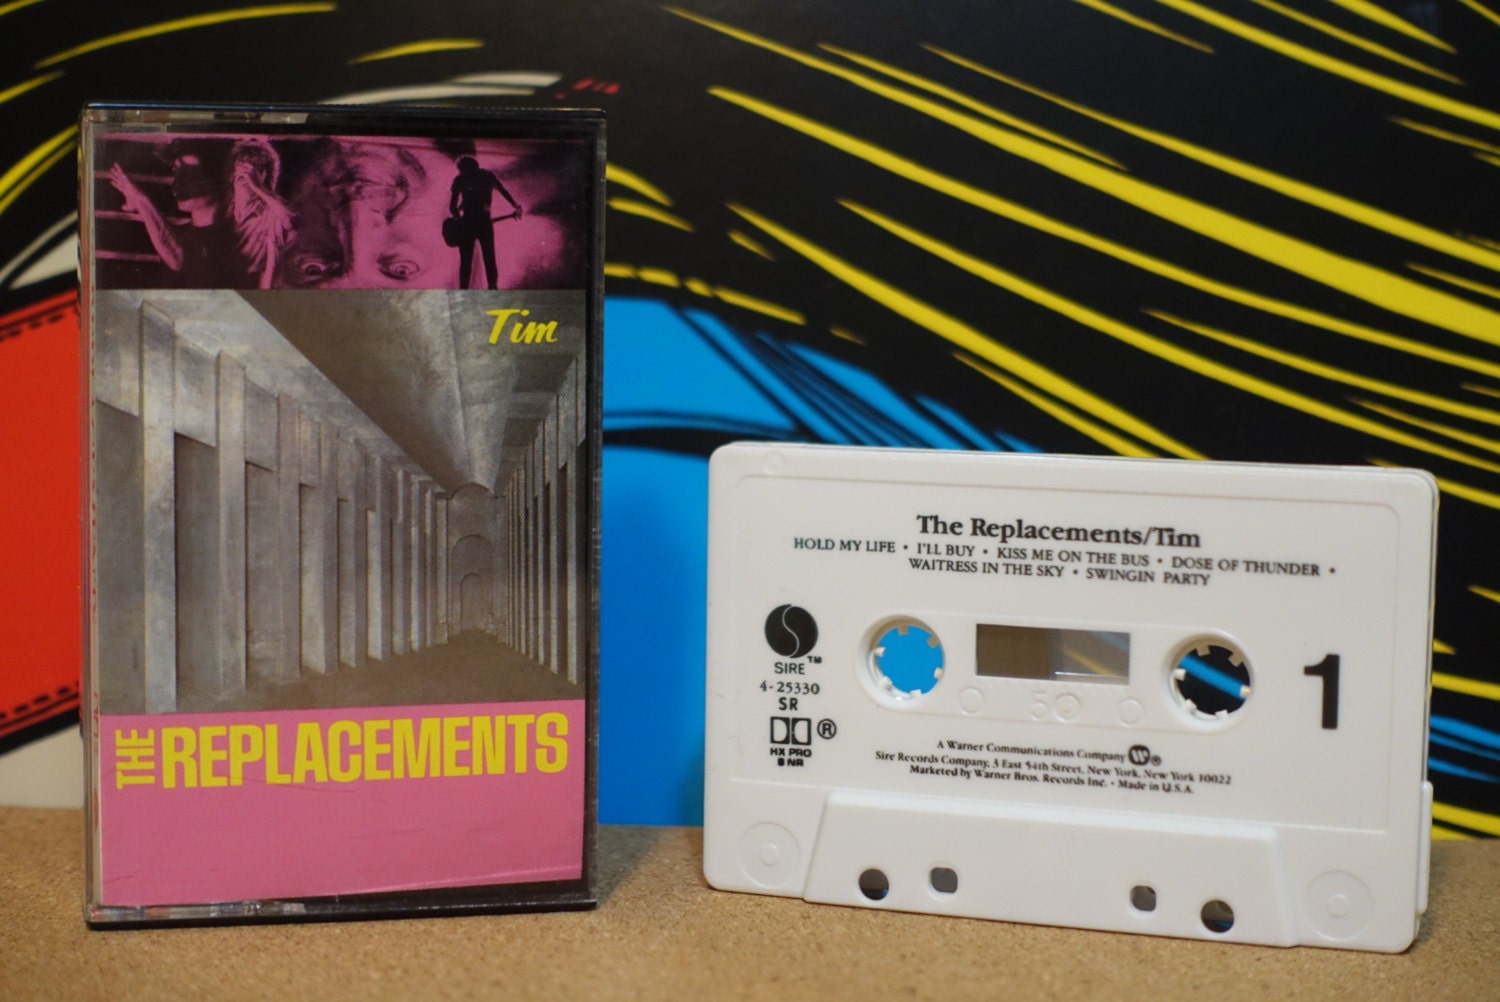 Tim
THE REPLACEMENTS
The Replacements/Tim
HOLD MY LIFE • I'LL BUY • KISS ME ON THE BUS • DOSE OF THUNDER •
WAITRESS IN THE SKY • SWINGIN PARTY
SIRE™
4-25330
SR
®
HX PRO
B NR
50
1
A Warner Communications Company ®
Sire Records Company, 3 East 54th Street, New York, New York 10022
Marketed by Warner Bros. Records Inc. • Made in U.S.A.